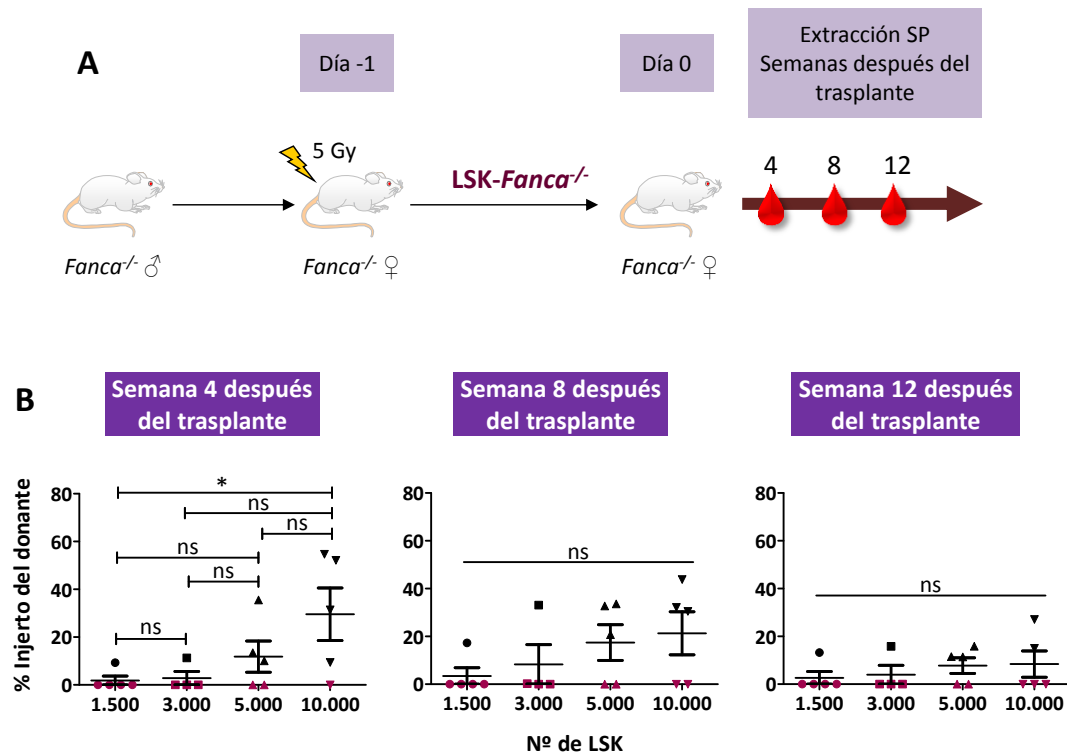 A
Día -1
Día 0
Extracción SP
Semanas después del
trasplante
5 Gy
LSK-Fanca-/-
4 8 12
Fanca-/- ♂
Fanca-/- ♀
Fanca-/- ♀
B
Semana 4 después
del trasplante
Semana 8 después
del trasplante
Semana 12 después
del trasplante
% Injerto del donante
80
60
40
20
0
*
ns
ns
ns
ns
ns
1.500 3.000 5.000 10.000
80
60
40
20
0
ns
1.500 3.000 5.000 10.000
80
60
40
20
0
ns
1.500 3.000 5.000 10.000
Nº de LSK